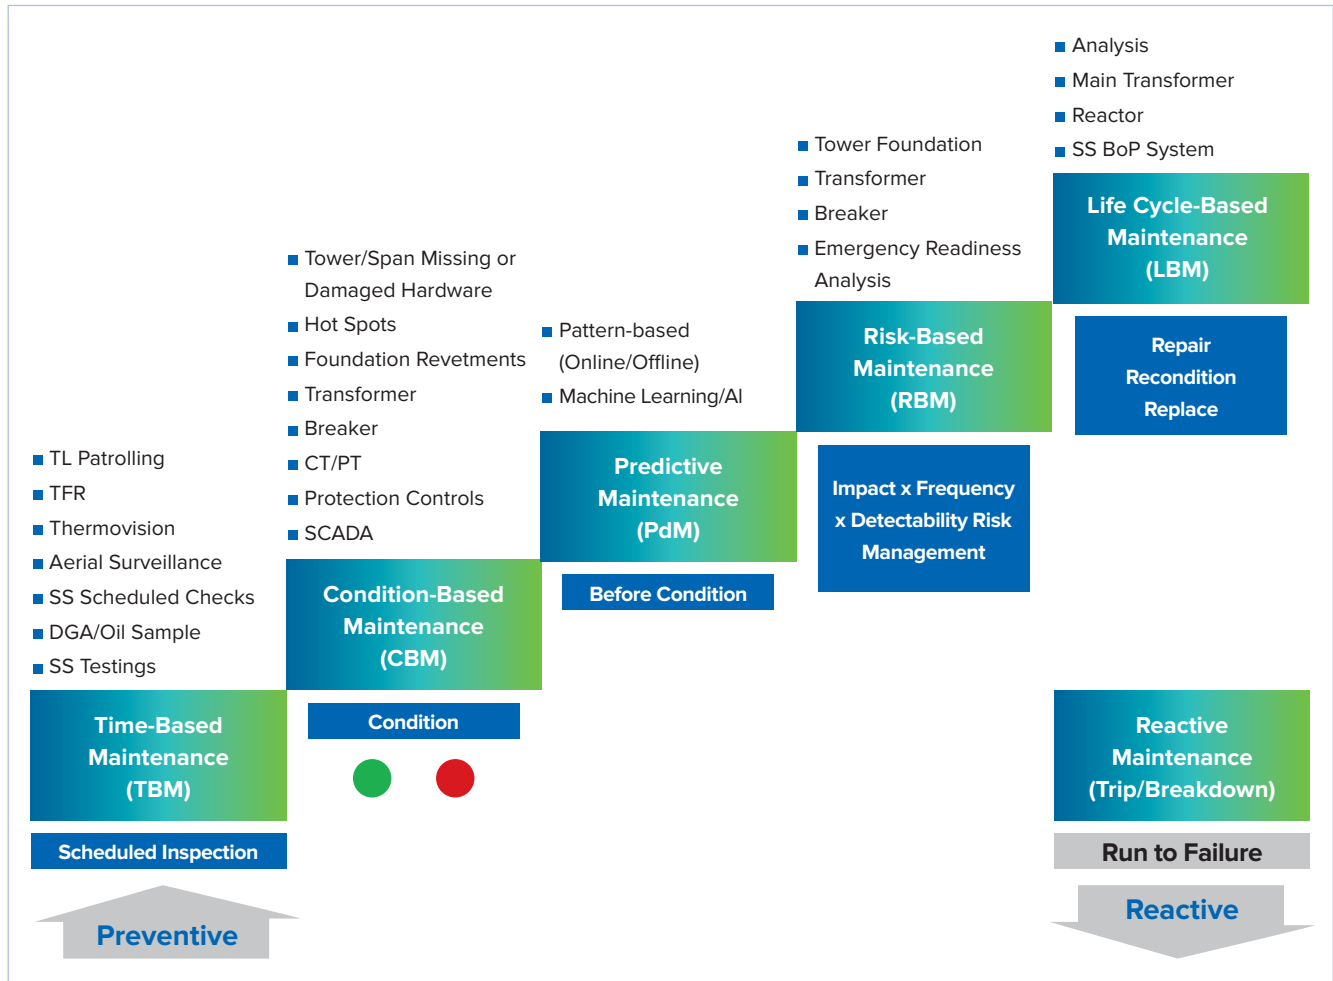 TL Patrolling
TFR
Thermovision
Aerial Surveillance
SS Scheduled Checks
DGA/Oil Sample
SS Testings
Time-Based
Maintenance
(TBM)
Scheduled Inspection
Preventive
Tower/Span Missing or
Damaged Hardware
Hot Spots
Foundation Revetments
Transformer
Breaker
CT/PT
Protection Controls
SCADA
Condition-Based
Maintenance
(CBM)
Condition
Pattern-based
(Online/Offline)
Machine Learning/AI
Predictive
Maintenance
(PdM)
Before Condition
Tower Foundation
Transformer
Breaker
Emergency Readiness
Analysis
Risk-Based
Maintenance
(RBM)
Impact x Frequency
x Detectability Risk
Management
Analysis
Main Transformer
Reactor
SS BoP System
Life Cycle-Based
Maintenance
(LBM)
Repair
Recondition
Replace
Reactive
Maintenance
(Trip/Breakdown)
Run to Failure
Reactive